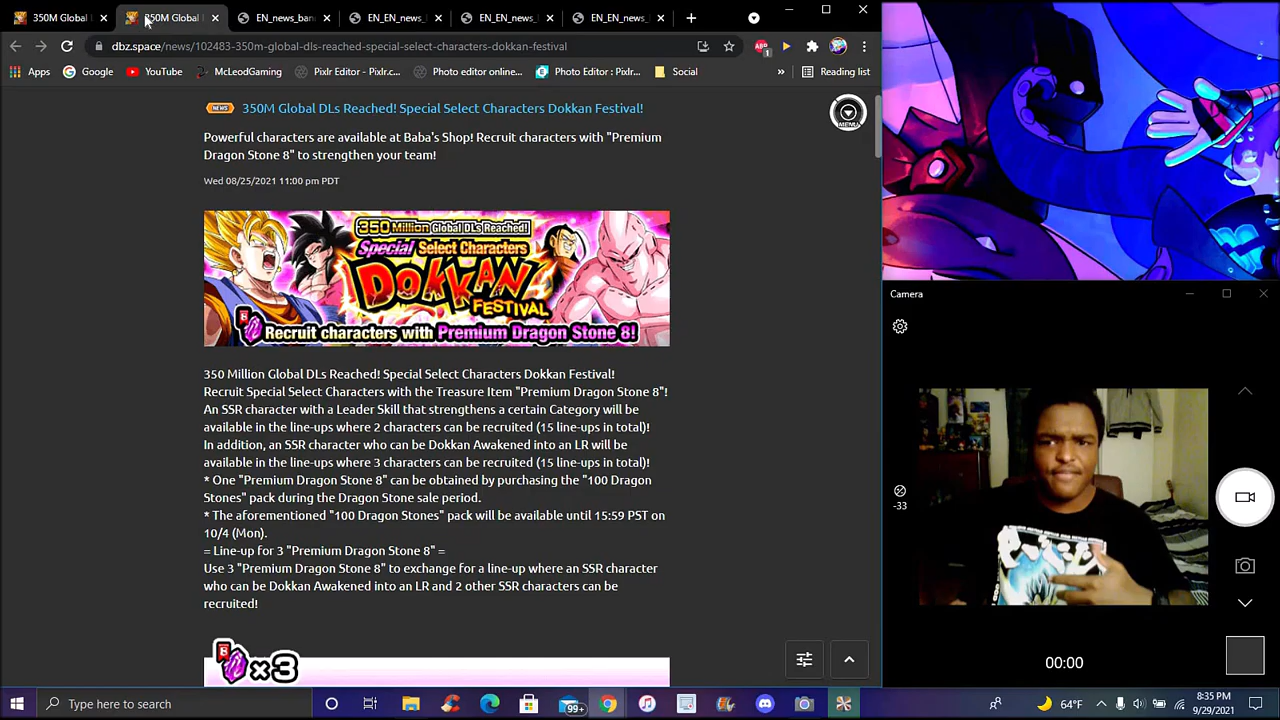 350M Global
350M Global
EN_news_ban
EN_EN_news_
EN_EN_news_
EN_EN_news_
dbz.space/news/102483-350m-global-dls-reached-special-select-characters-dokkan-festival
ABP
1
Apps
Google
YouTube
McLeodGaming
Pixlr Editor - Pixlr.c...
Photo editor online...
Photo Editor : Pixlr...
Social
»
Reading list
NEWS
350M Global DLs Reached! Special Select Characters Dokkan Festival!
MENU
Powerful characters are available at Baba's Shop! Recruit characters with "Premium
Dragon Stone 8" to strengthen your team!
Wed 08/25/2021 11:00 pm PDT
350 Million Global DLs Reached!
Special Select Characters
DOKKAN
FESTIVAL
8
Recruit characters with Premium Dragon Stone 8!
350 Million Global DLs Reached! Special Select Characters Dokkan Festival!
Recruit Special Select Characters with the Treasure Item "Premium Dragon Stone 8"!
An SSR character with a Leader Skill that strengthens a certain Category will be
available in the line-ups where 2 characters can be recruited (15 line-ups in total)!
In addition, an SSR character who can be Dokkan Awakened into an LR will be
available in the line-ups where 3 characters can be recruited (15 line-ups in total)!
* One "Premium Dragon Stone 8" can be obtained by purchasing the "100 Dragon
Stones" pack during the Dragon Stone sale period.
* The aforementioned "100 Dragon Stones" pack will be available until 15:59 PST on
10/4 (Mon).
= Line-up for 3 "Premium Dragon Stone 8" =
Use 3 "Premium Dragon Stone 8" to exchange for a line-up where an SSR character
who can be Dokkan Awakened into an LR and 2 other SSR characters can be
recruited!
8
×3
Camera
-33
00:00
Type here to search
99+
64°F
8:35 PM
9/29/2021